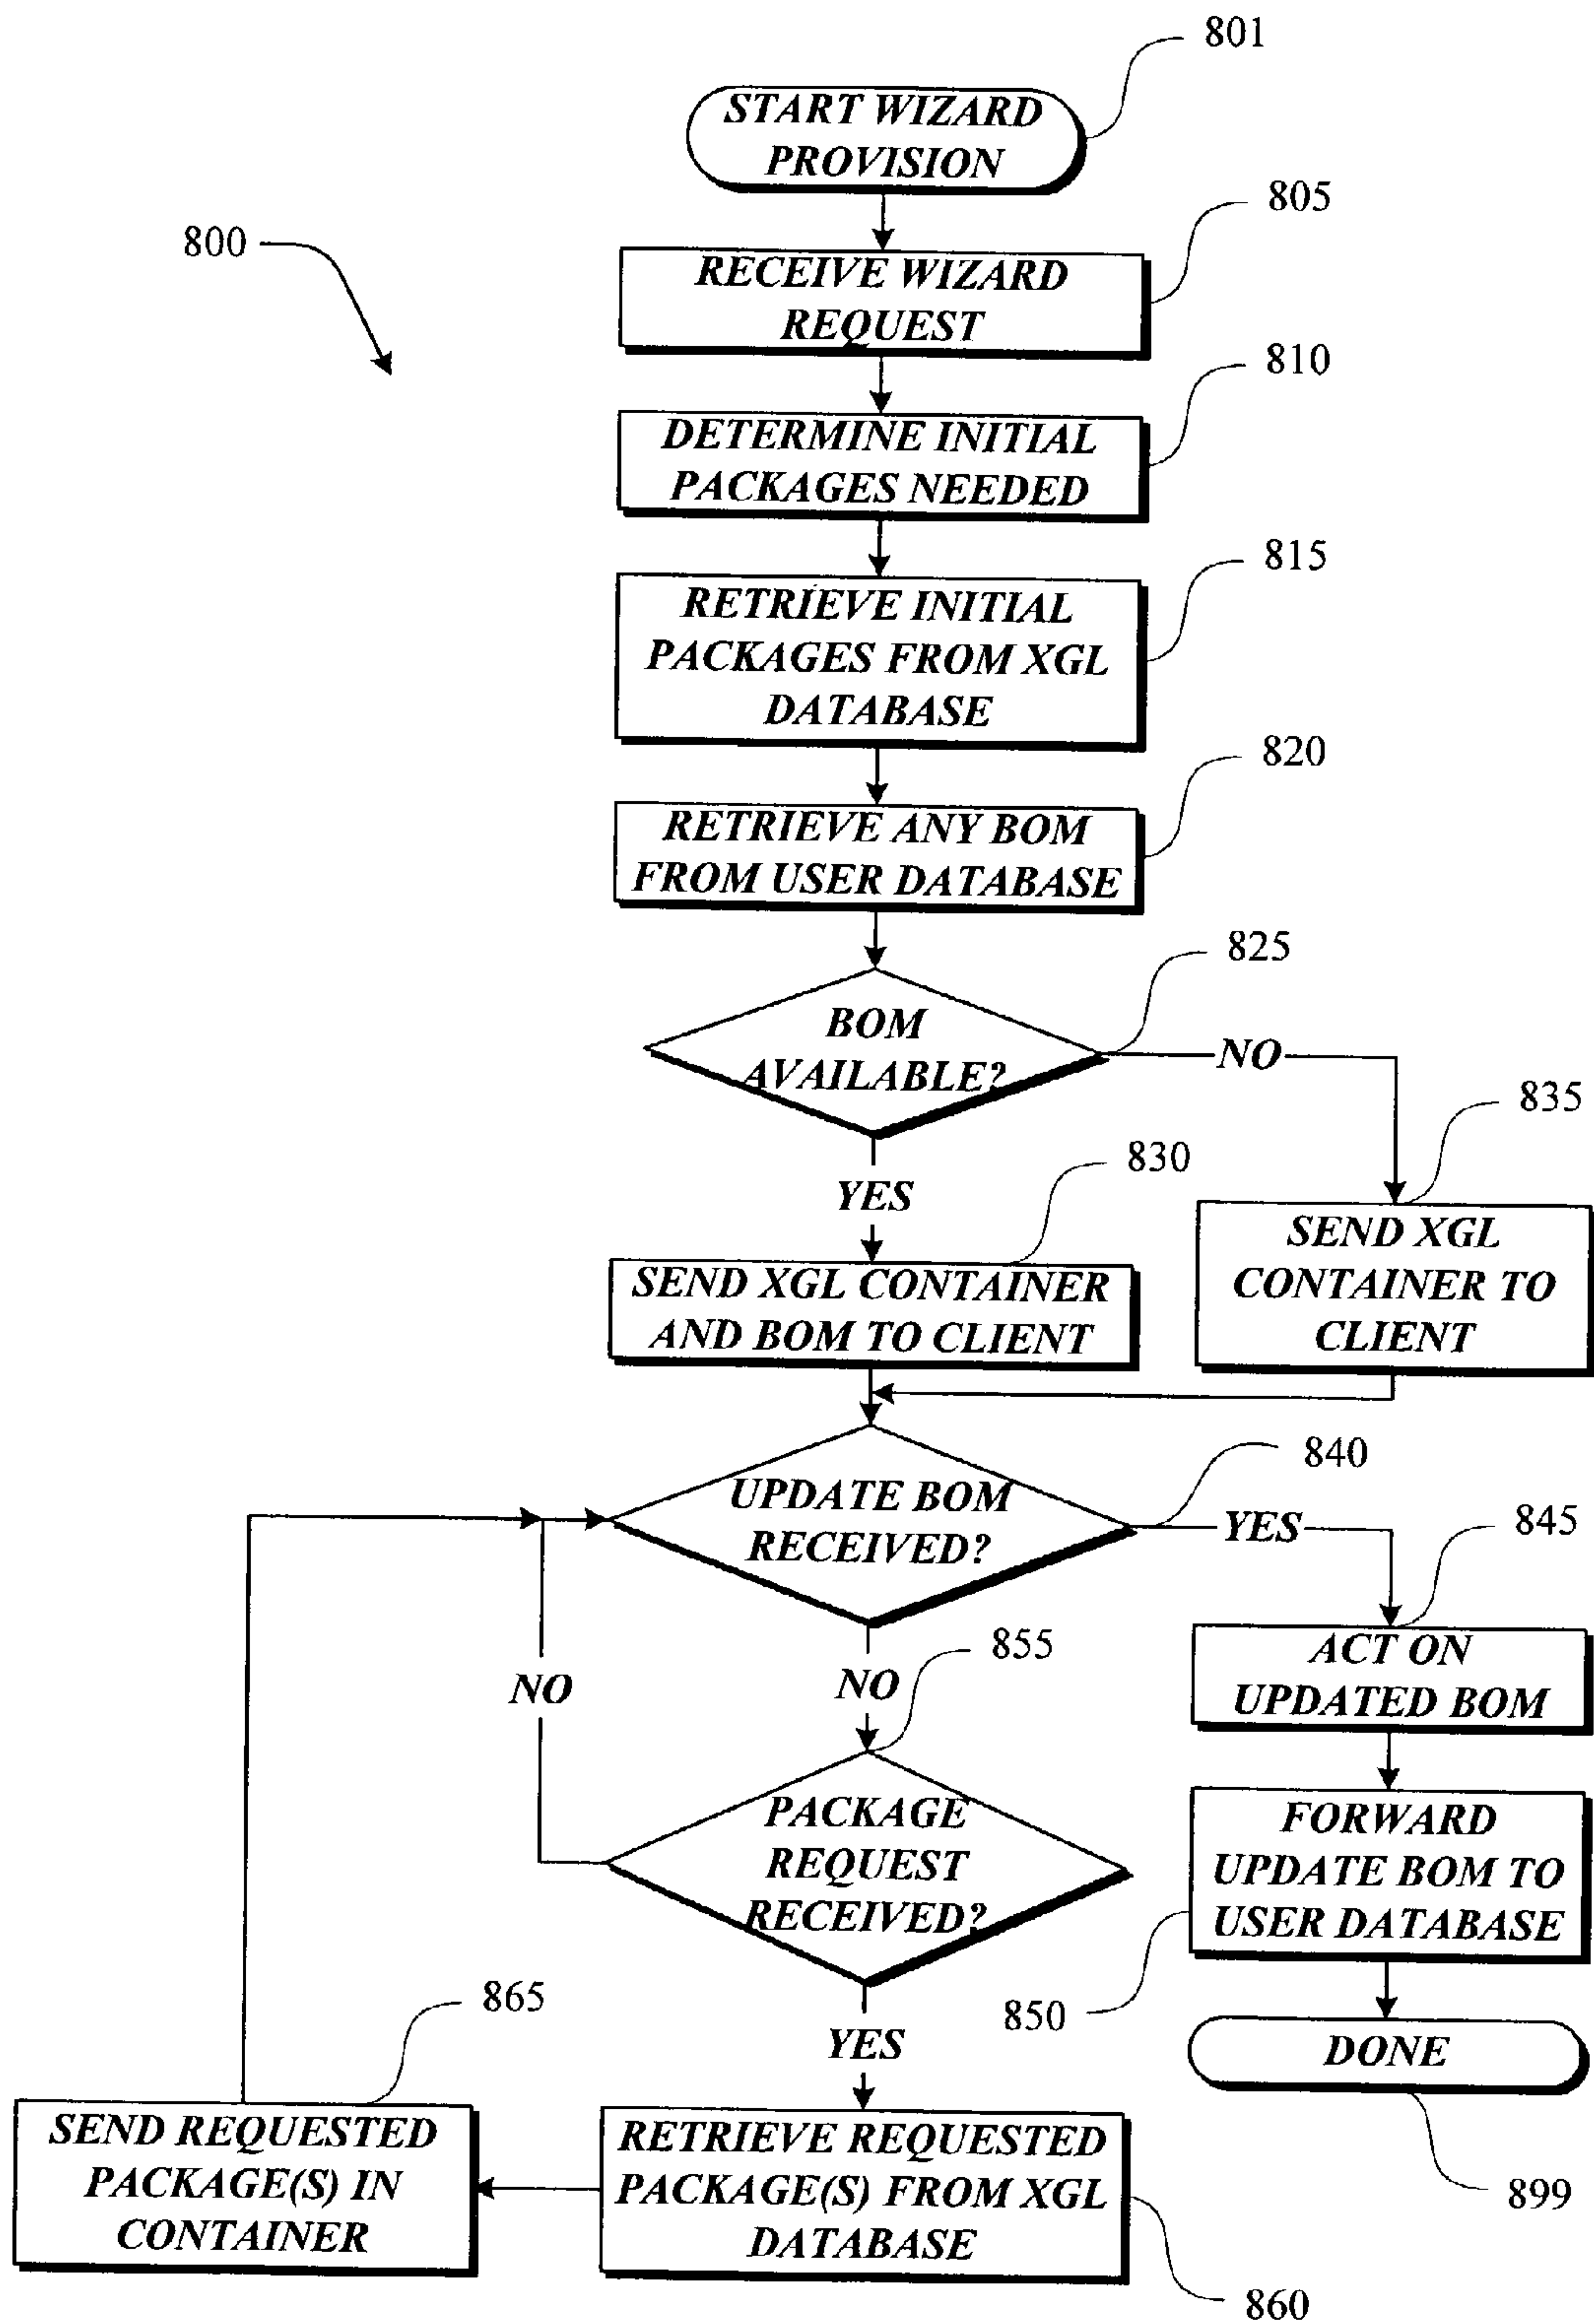 801
START WIZARD
PROVISION
805
800
RECEIVE WIZARD
REQUEST
810
DETERMINE INITIAL
PACKAGES NEEDED
815
RETRIEVE INITIAL
PACKAGES FROM XGL
DATABASE
820
RETRIEVE ANY BOM
FROM USER DATABASE
825
BOM
AVAILABLE?
NO
835
830
YES
SEND XGL
CONTAINER TO
CLIENT
SEND XGL CONTAINER
AND BOM TO CLIENT
840
UPDATE BOM
RECEIVED?
YES
845
855
NO
NO
ACT ON
UPDATED BOM
PACKAGE
REQUEST
RECEIVED?
FORWARD
UPDATE BOM TO
USER DATABASE
850
865
YES
DONE
899
SEND REQUESTED
PACKAGE(S) IN
CONTAINER
RETRIEVE REQUESTED
PACKAGE(S) FROM XGL
DATABASE
860